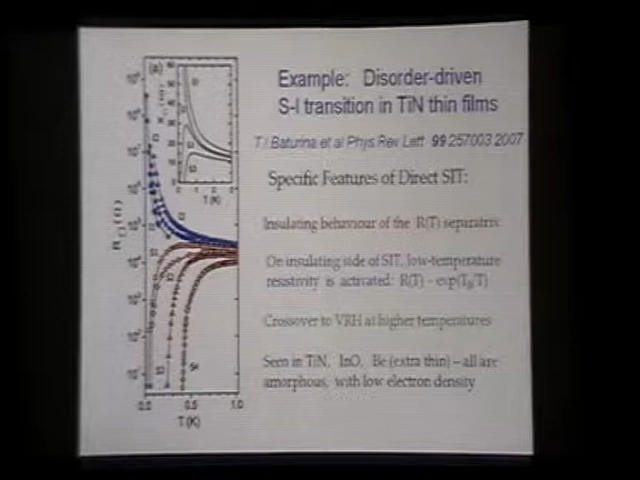 Example: Disorder-driven
S-I transition in TiN thin films
T.I. Baturina et al Phys.Rev.Lett 99 257003 2007
Specific Features of Direct SIT:
Insulating behaviour of the R(T) separatrix
On insulating side of SIT, low-temperature
resistivity is activated: R(T) ~ exp(T₀/T)
Crossover to VRH at higher temperatures
Seen in TiN, InO, Be (extra thin) – all are
amorphous, with low electron density
T(K)
0.0 0.5 1.0
T(K)